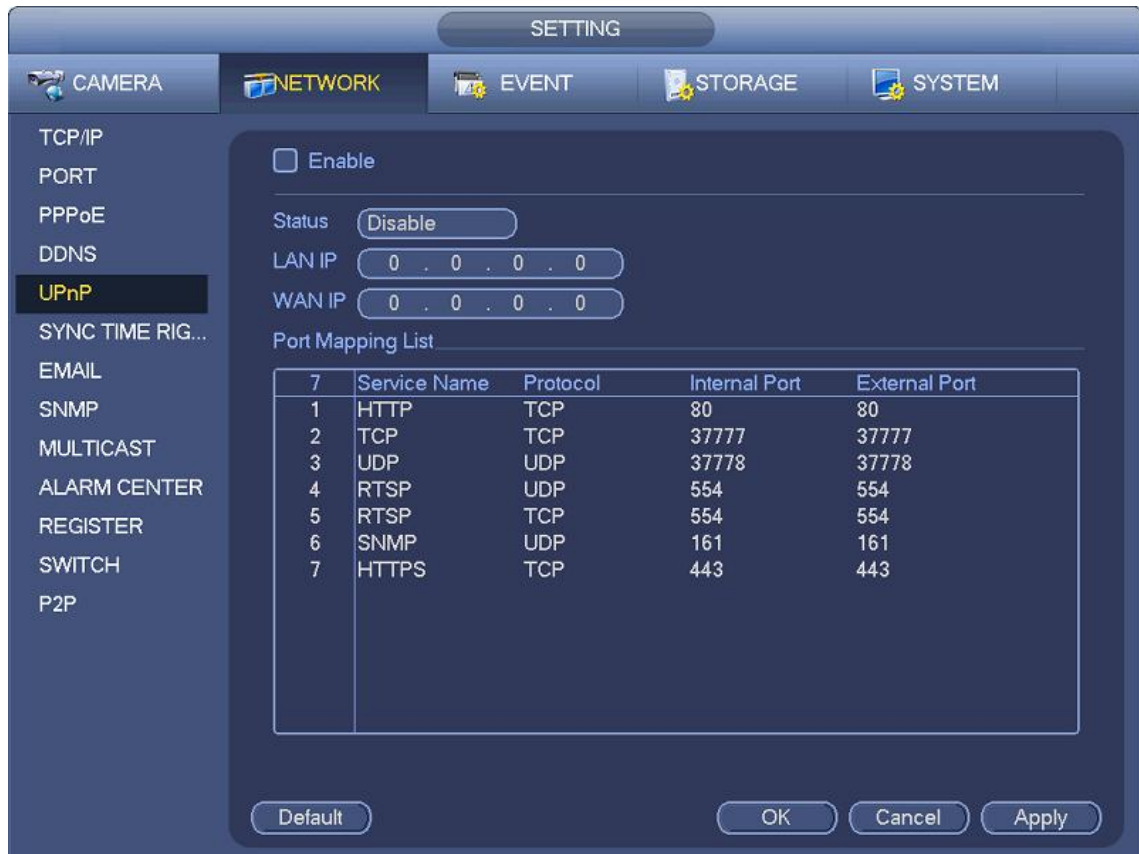 SETTING
CAMERA NETWORK EVENT STORAGE SYSTEM
TCP/IP
PORT
PPPoE
DDNS
UPnP
SYNC TIME RIG...
EMAIL
SNMP
MULTICAST
ALARM CENTER
REGISTER
SWITCH
P2P
Enable
Status Disable
LAN IP 0 . 0 . 0 . 0
WAN IP 0 . 0 . 0 . 0
Port Mapping List
7 Service Name Protocol Internal Port External Port
1 HTTP TCP 80 80
2 TCP TCP 37777 37777
3 UDP UDP 37778 37778
4 RTSP UDP 554 554
5 RTSP TCP 554 554
6 SNMP UDP 161 161
7 HTTPS TCP 443 443
Default OK Cancel Apply